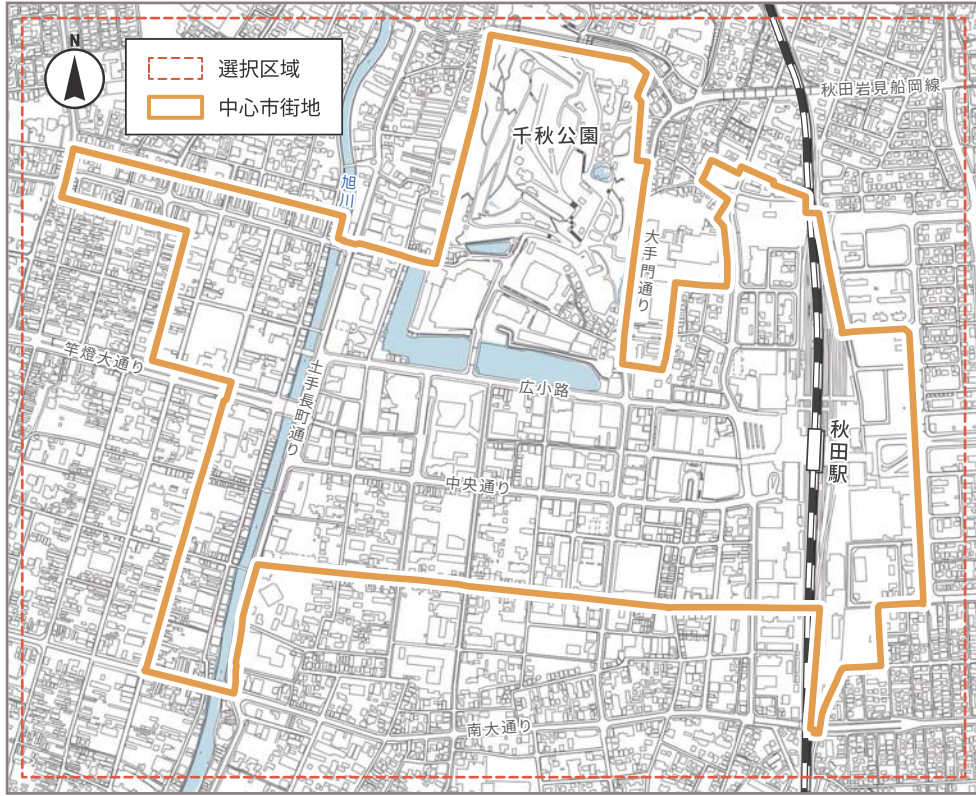 N
選択区域
中心市街地
秋田岩見船岡線
千秋公園
旭川
大手門通り
竿燈大通り
土手長町通り
広小路
秋田駅
中央通り
南大通り